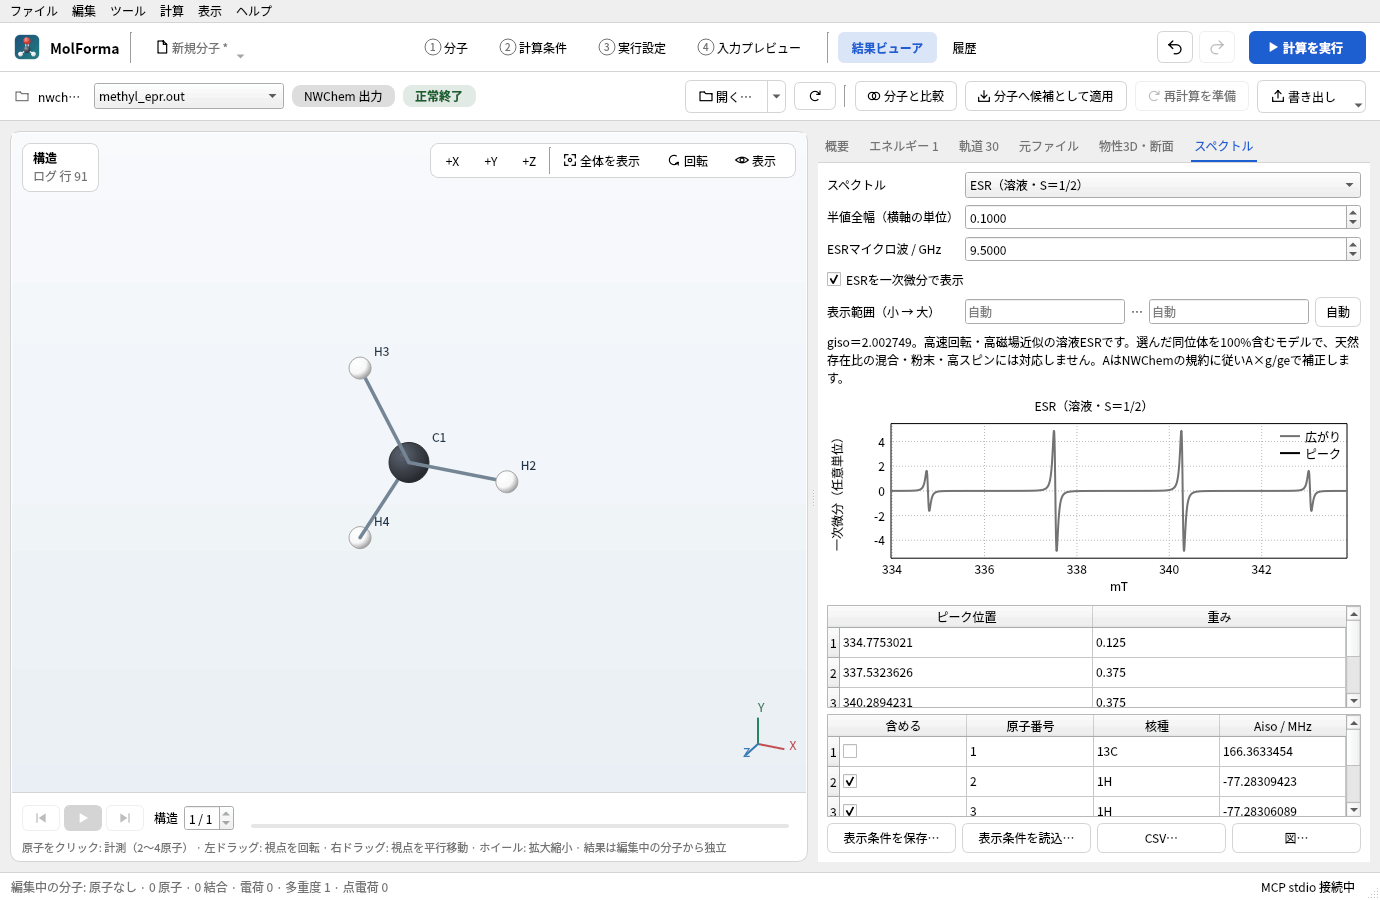 ファイル 編集 ツール 計算 表示 ヘルプ
MolForma 新規分子 * 1 分子 2 計算条件 3 実行設定 4 入力プレビュー 結果ビューア 履歴 計算を実行
nwch… methyl_epr.out NWChem 出力 正常終了 開く… 分子と比較 分子へ候補として適用 再計算を準備 書き出し
構造
ログ行 91
+X +Y +Z 全体を表示 回転 表示
H3
C1
H2
H4
Y
X
Z
構造 1 / 1
原子をクリック: 計測（2〜4原子） · 左ドラッグ: 視点を回転 · 右ドラッグ: 視点を平行移動 · ホイール: 拡大縮小 · 結果は編集中の分子から独立
概要 エネルギー 1 軌道 30 元ファイル 物性3D・断面 スペクトル
スペクトル ESR（溶液・S＝1/2）
半値全幅（横軸の単位） 0.1000
ESRマイクロ波 / GHz 9.5000
ESRを一次微分で表示
表示範囲（小 → 大） 自動 … 自動 自動
giso＝2.002749。高速回転・高磁場近似の溶液ESRです。選んだ同位体を100%含むモデルで、天然
存在比の混合・粉末・高スピンには対応しません。AはNWChemの規約に従いA×g/geで補正しま
す。
ESR（溶液・S＝1/2）
一次微分（任意単位）
4
2
0
-2
-4
広がり
ピーク
334 336 338 340 342
mT
ピーク位置 重み
1 334.7753021 0.125
2 337.5323626 0.375
3 340.2894231 0.375
含める 原子番号 核種 Aiso / MHz
1 1 13C 166.3633454
2 2 1H -77.28309423
3 3 1H -77.28306089
表示条件を保存… 表示条件を読込… CSV… 図…
編集中の分子: 原子なし · 0 原子 · 0 結合 · 電荷 0 · 多重度 1 · 点電荷 0
MCP stdio 接続中